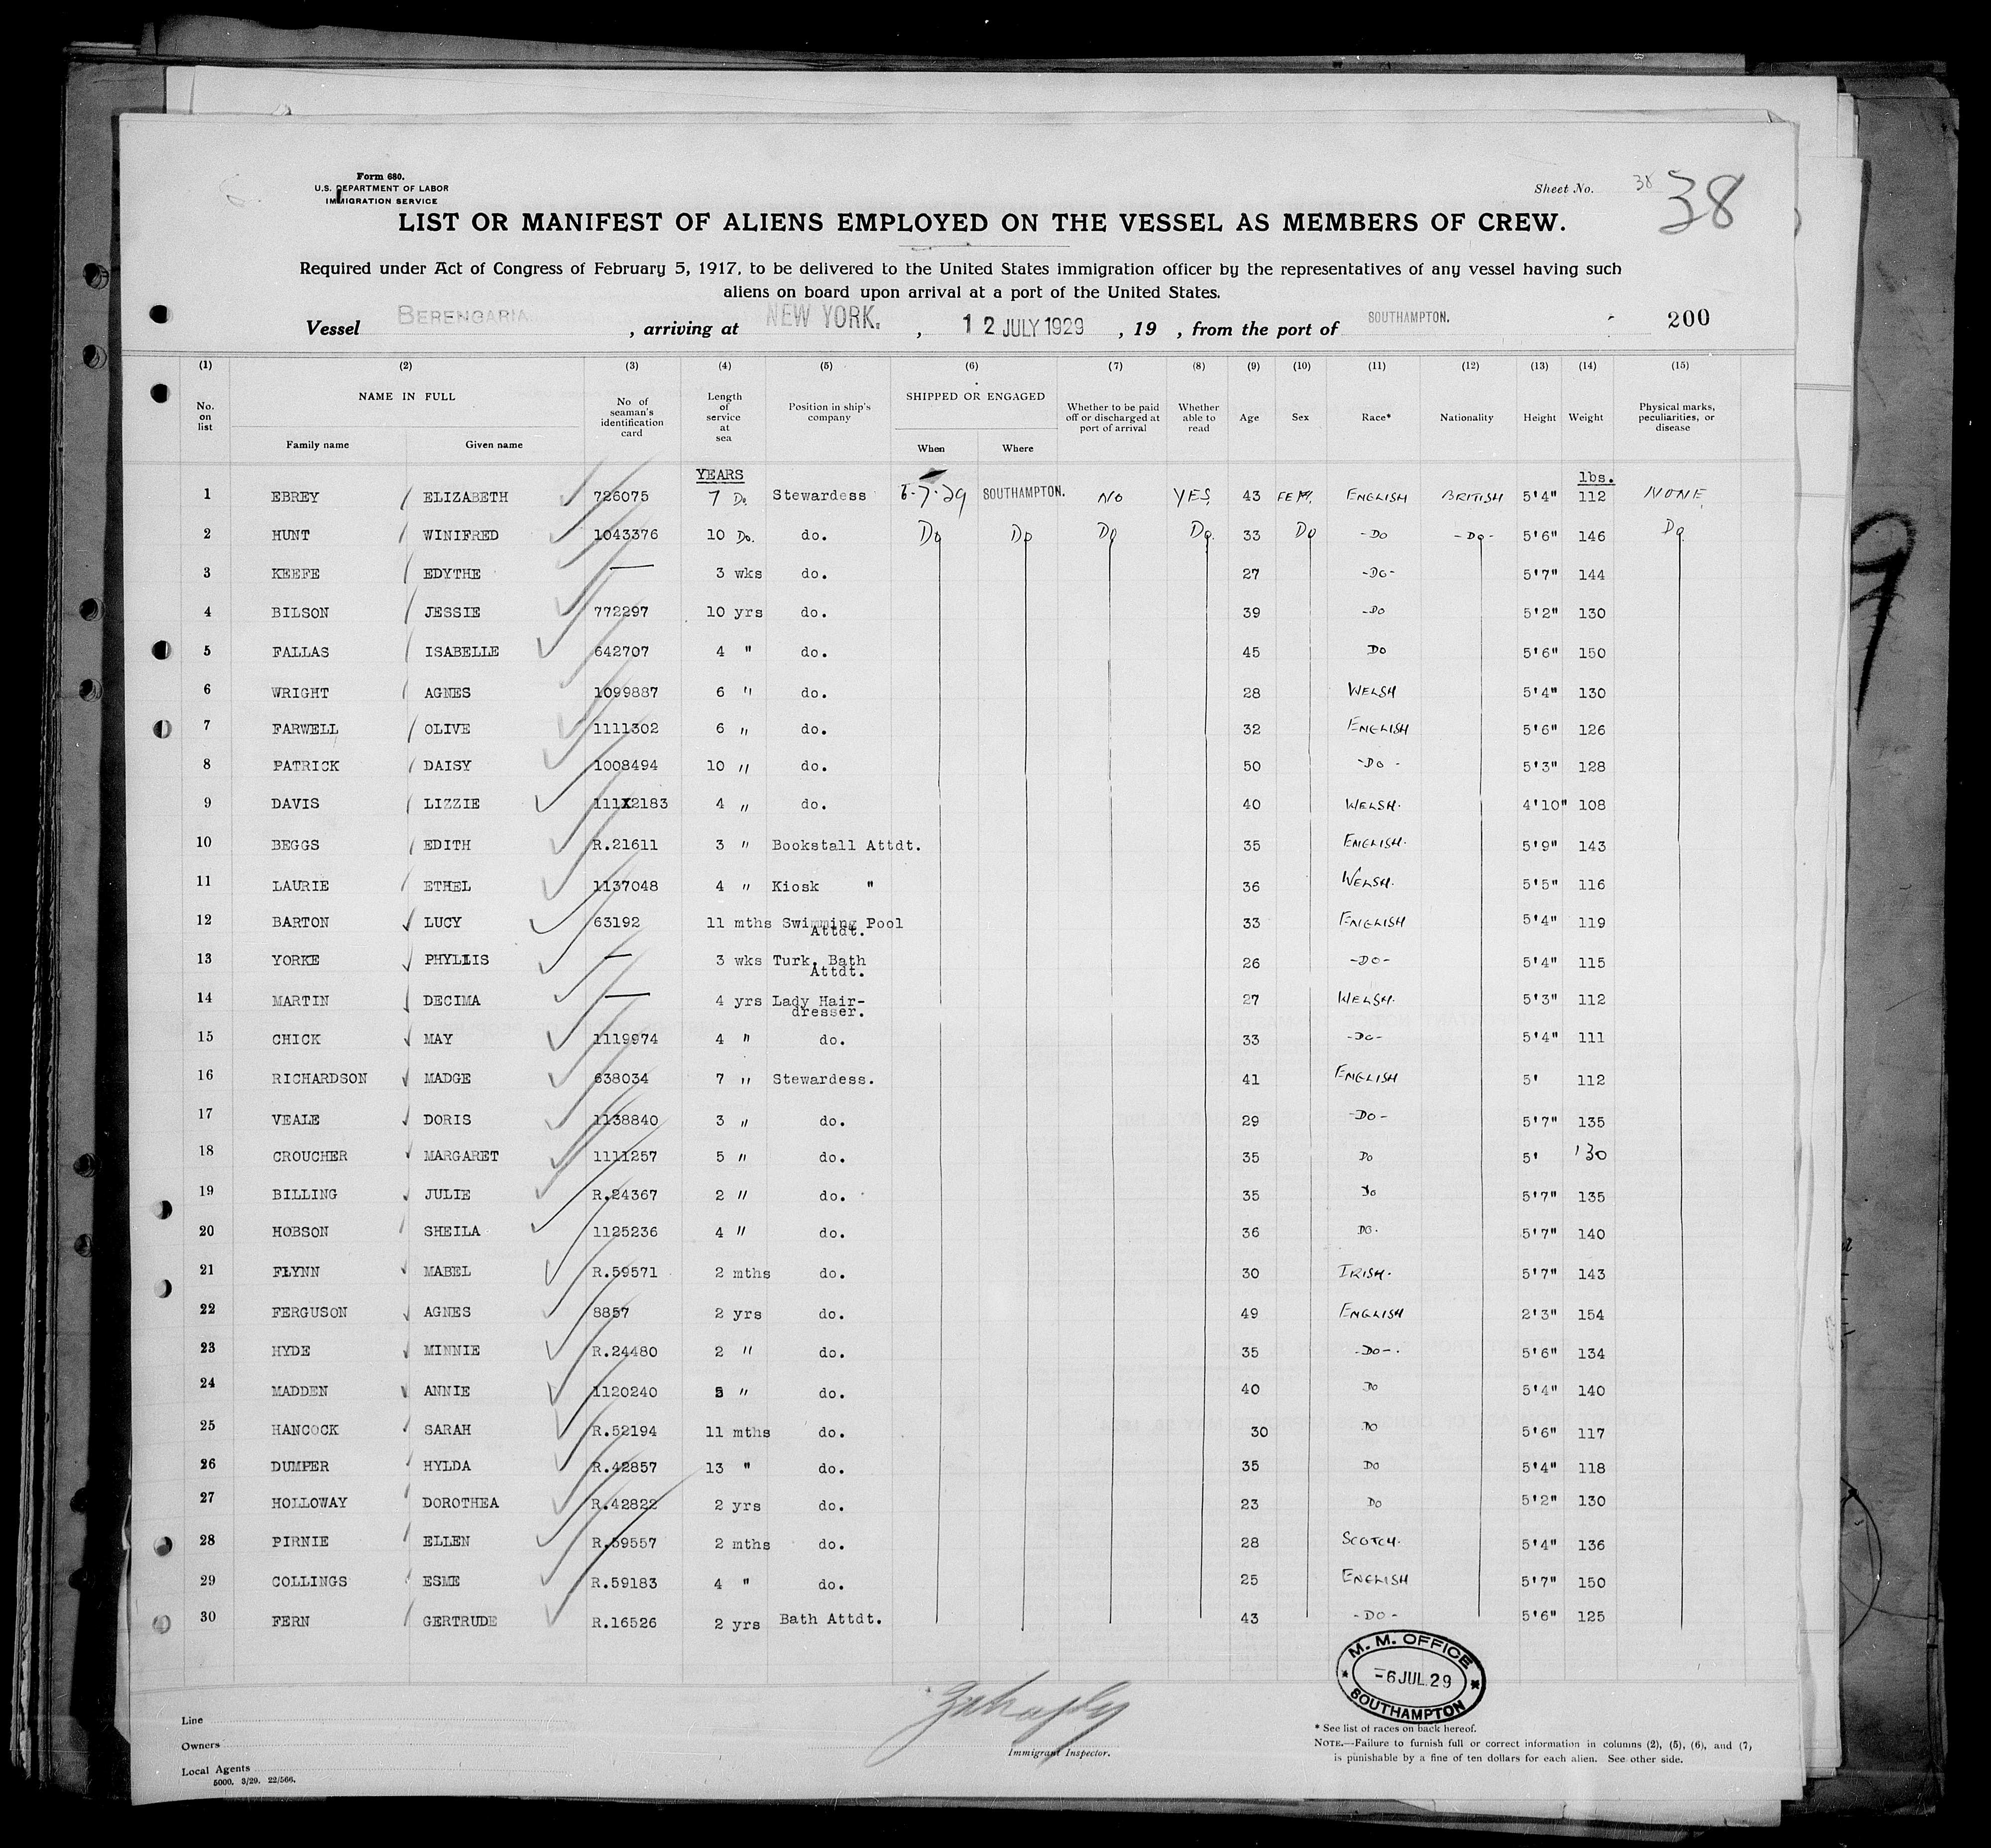 Form 680.
U.S. DEPARTMENT OF LABOR
IMMIGRATION SERVICE
Sheet No. 38 38
LIST OR MANIFEST OF ALIENS EMPLOYED ON THE VESSEL AS MEMBERS OF CREW.
Required under Act of Congress of February 5, 1917, to be delivered to the United States immigration officer by the representatives of any vessel having such
aliens on board upon arrival at a port of the United States.
Vessel BERENGARIA , arriving at NEW YORK. , 12 JULY 1929 , 19 , from the port of SOUTHAMPTON. 200
(1) (2) (3) (4) (5) (6) (7) (8) (9) (10) (11) (12) (13) (14) (15)
No. on list NAME IN FULL Family name Given name No of seaman's identification card Length of service at sea Position in ship's company SHIPPED OR ENGAGED When Where Whether to be paid off or discharged at port of arrival Whether able to read Age Sex Race* Nationality Height Weight Physical marks, peculiarities, or disease
YEARS lbs.
1 EBREY ELIZABETH 726075 7 Do. Stewardess 6-7-29 SOUTHAMPTON. NO YES 43 FEM. ENGLISH BRITISH 5'4" 112 NONE
2 HUNT WINIFRED 1043376 10 Do. do. Do Do Do Do. 33 Do -Do -Do- 5'6" 146 Do
3 KEEFE EDYTHE — 3 wks do. 27 -Do- 5'7" 144
4 BILSON JESSIE 772297 10 yrs do. 39 -Do 5'2" 130
5 FALLAS ISABELLE 642707 4 " do. 45 Do 5'6" 150
6 WRIGHT AGNES 1099887 6 " do. 28 WELSH 5'4" 130
7 FARWELL OLIVE 1111302 6 " do. 32 ENGLISH 5'6" 126
8 PATRICK DAISY 1008494 10 " do. 50 -Do- 5'3" 128
9 DAVIS LIZZIE 111X2183 4 " do. 40 WELSH. 4'10" 108
10 BEGGS EDITH R.21611 3 " Bookstall Attdt. 35 ENGLISH. 5'9" 143
11 LAURIE ETHEL 1137048 4 " Kiosk " 36 WELSH. 5'5" 116
12 BARTON LUCY 63192 11 mths Swimming Pool Attdt. 33 ENGLISH 5'4" 119
13 YORKE PHYLLIS — 3 wks Turk. Bath Attdt. 26 -Do- 5'4" 115
14 MARTIN DECIMA — 4 yrs Lady Hair-dresser. 27 WELSH. 5'3" 112
15 CHICK MAY 1119974 4 " do. 33 -Do- 5'4" 111
16 RICHARDSON MADGE 638034 7 " Stewardess. 41 ENGLISH 5' 112
17 VEALE DORIS 1138840 3 " do. 29 -Do- 5'7" 135
18 CROUCHER MARGARET 1111257 5 " do. 35 Do 5' 130
19 BILLING JULIE R.24367 2 " do. 35 Do 5'7" 135
20 HOBSON SHEILA 1125236 4 " do. 36 Do. 5'7" 140
21 FLYNN MABEL R.59571 2 mths do. 30 IRISH. 5'7" 143
22 FERGUSON AGNES 8857 2 yrs do. 49 ENGLISH 2'3" 154
23 HYDE MINNIE R.24480 2 " do. 35 -Do-. 5'6" 134
24 MADDEN ANNIE 1120240 5 " do. 40 Do 5'4" 140
25 HANCOCK SARAH R.52194 11 mths do. 30 Do 5'6" 117
26 DUMPER HYLDA R.42857 13 " do. 35 Do 5'4" 118
27 HOLLOWAY DOROTHEA R.42822 2 yrs do. 23 Do 5'2" 130
28 PIRNIE ELLEN R.59557 2 mths do. 28 SCOTCH. 5'4" 136
29 COLLINGS ESME R.59183 4 " do. 25 ENGLISH 5'7" 150
30 FERN GERTRUDE R.16526 2 yrs Bath Attdt. 43 -Do- 5'6" 125
M. M. OFFICE
-6 JUL. 29
SOUTHAMPTON
Line
Owners
Local Agents
5000. 3/29. 22/566.
Immigrant Inspector.
* See list of races on back hereof.
NOTE.—Failure to furnish full or correct information in columns (2), (5), (6), and (7),
is punishable by a fine of ten dollars for each alien. See other side.